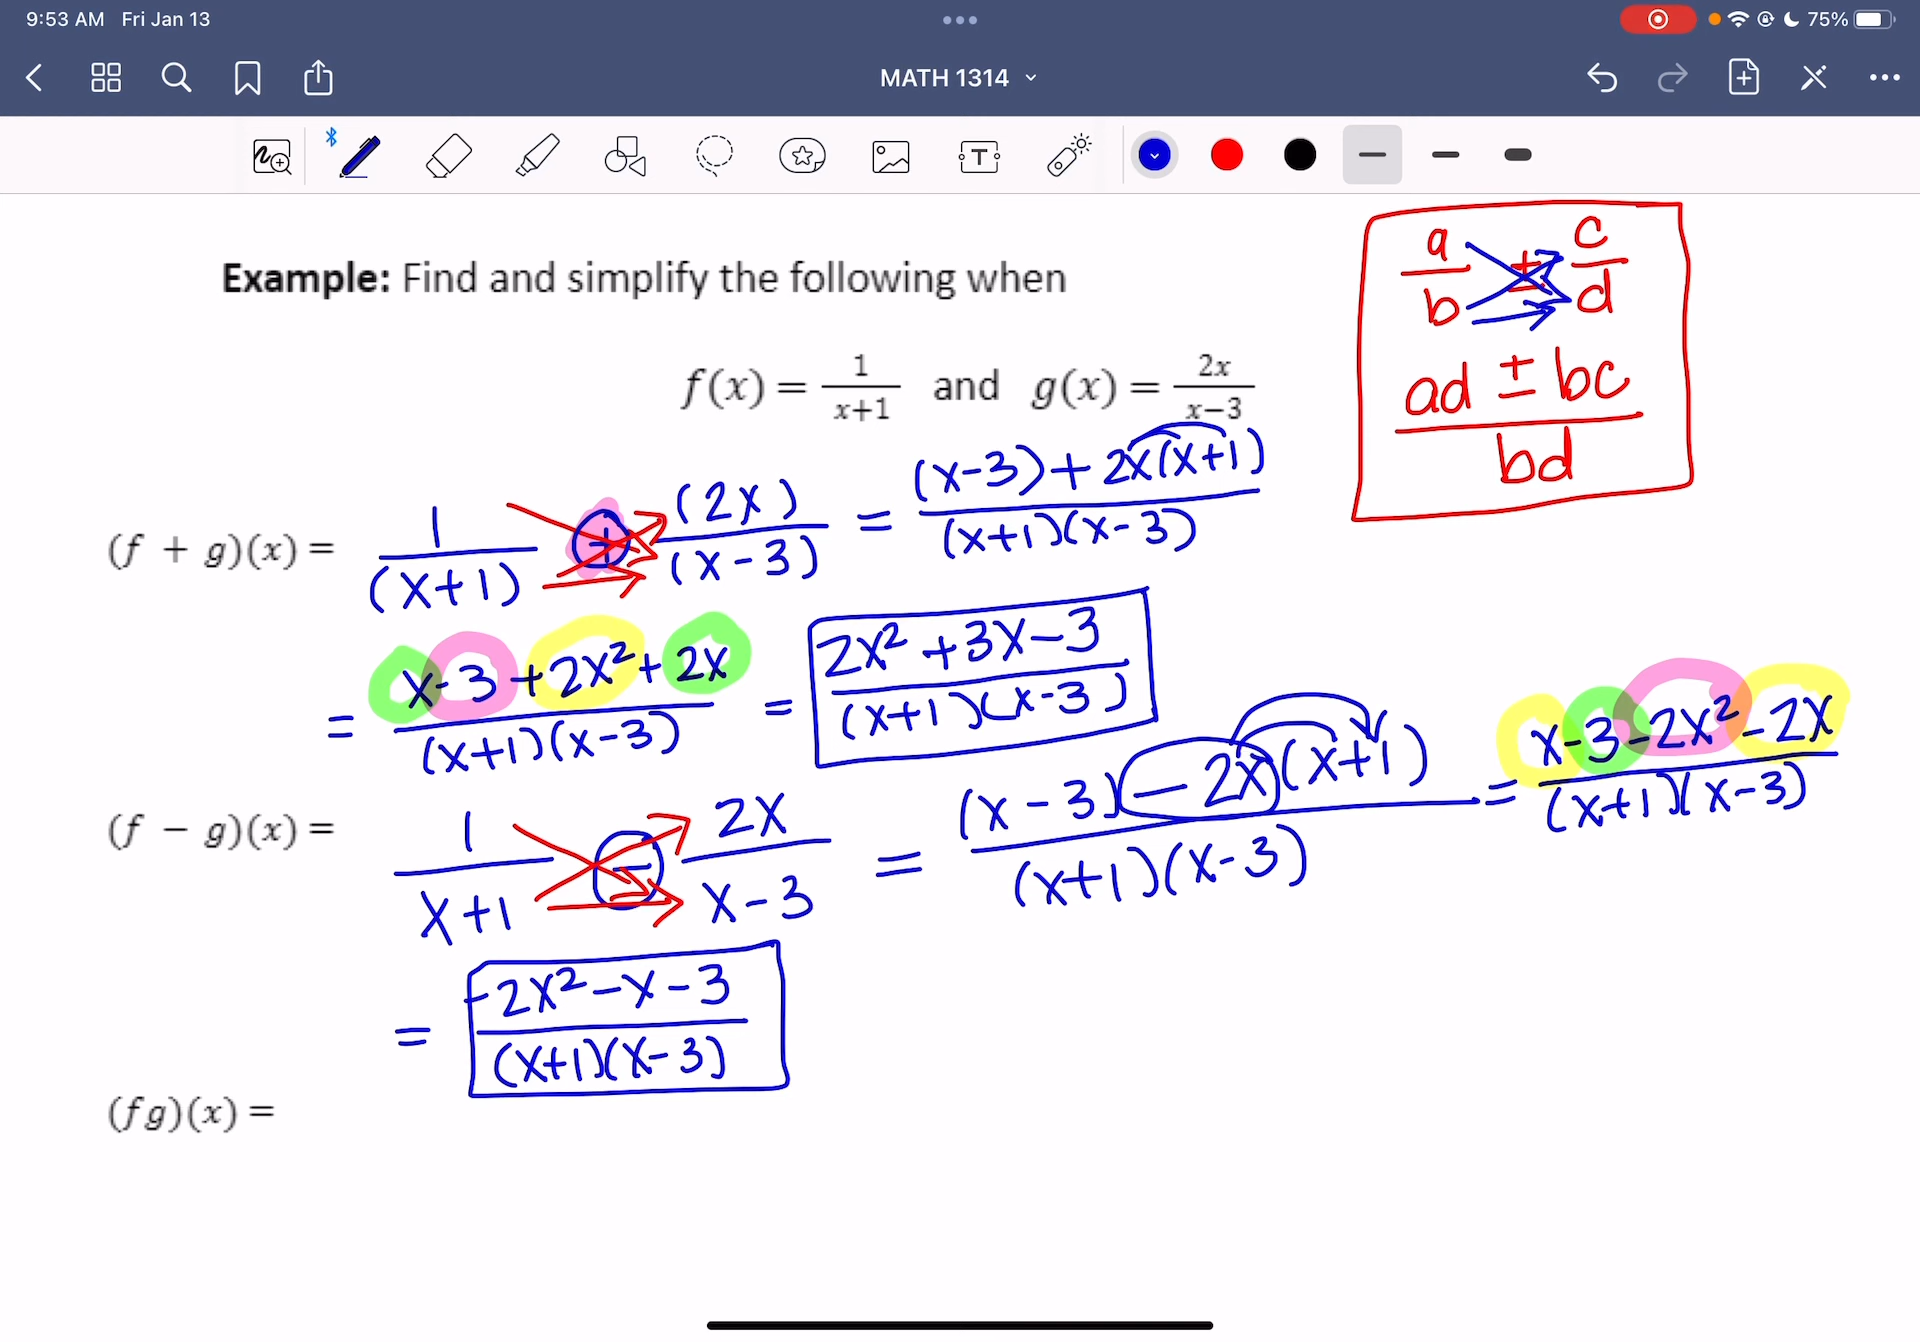 9:53 AM Fri Jan 13
75%
MATH 1314
Example: Find and simplify the following when
f(x) = 1/(x+1) and g(x) = 2x/(x−3)
a/b ± c/d
(ad ± bc)/bd
(f + g)(x) = 1/(x+1) + (2x)/(x-3) = ((x-3)+2x(x+1))/((x+1)(x-3))
= (x-3+2x²+2x)/((x+1)(x-3)) = (2x²+3x-3)/((x+1)(x-3))
(f − g)(x) = 1/(x+1) - 2x/(x-3) = ((x-3)-2x(x+1))/((x+1)(x-3)) = (x-3-2x²-2x)/((x+1)(x-3))
= (-2x²-x-3)/((x+1)(x-3))
(fg)(x) =